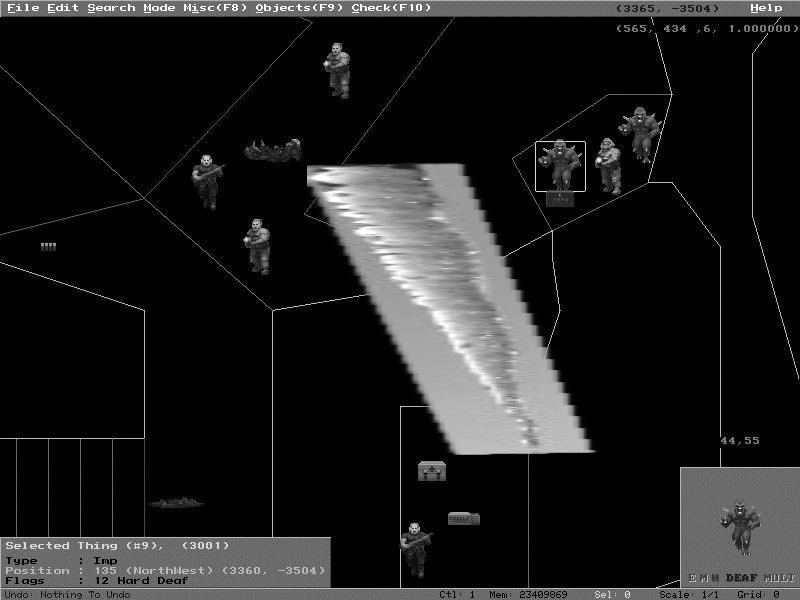 File Edit Search Mode Misc(F8) Objects(F9) Check(F10) (3365, -3504) Help
(565, 434 ,6, 1.000000)
44,55
Selected Thing (#9), (3001)
Type : Imp
Position : 135 (NorthWest) (3360, -3504)
Flags : 12 Hard Deaf
E M H DEAF MULT
Undo: Nothing To Undo Ctl: 1 Mem: 23409869 Sel: 0 Scale: 1/1 Grid: 0